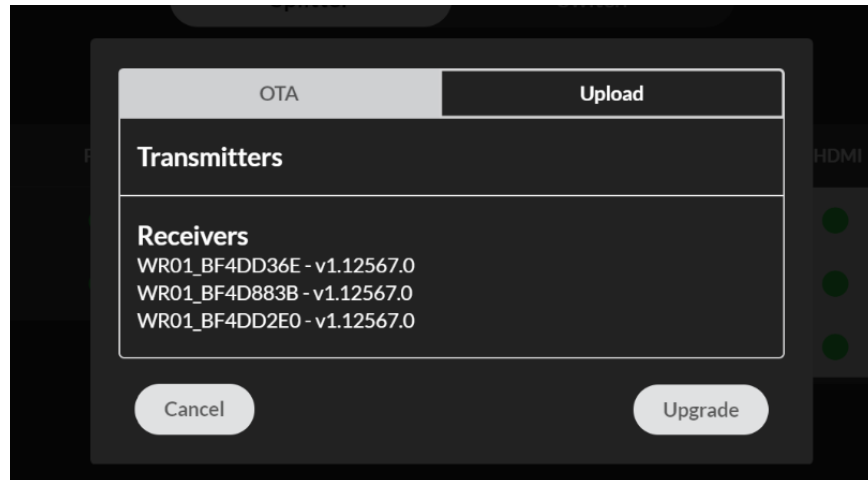 OTA
Upload
Transmitters
HDMI
Receivers
WR01_BF4DD36E - v1.12567.0
WR01_BF4D883B - v1.12567.0
WR01_BF4DD2E0 - v1.12567.0
Cancel
Upgrade